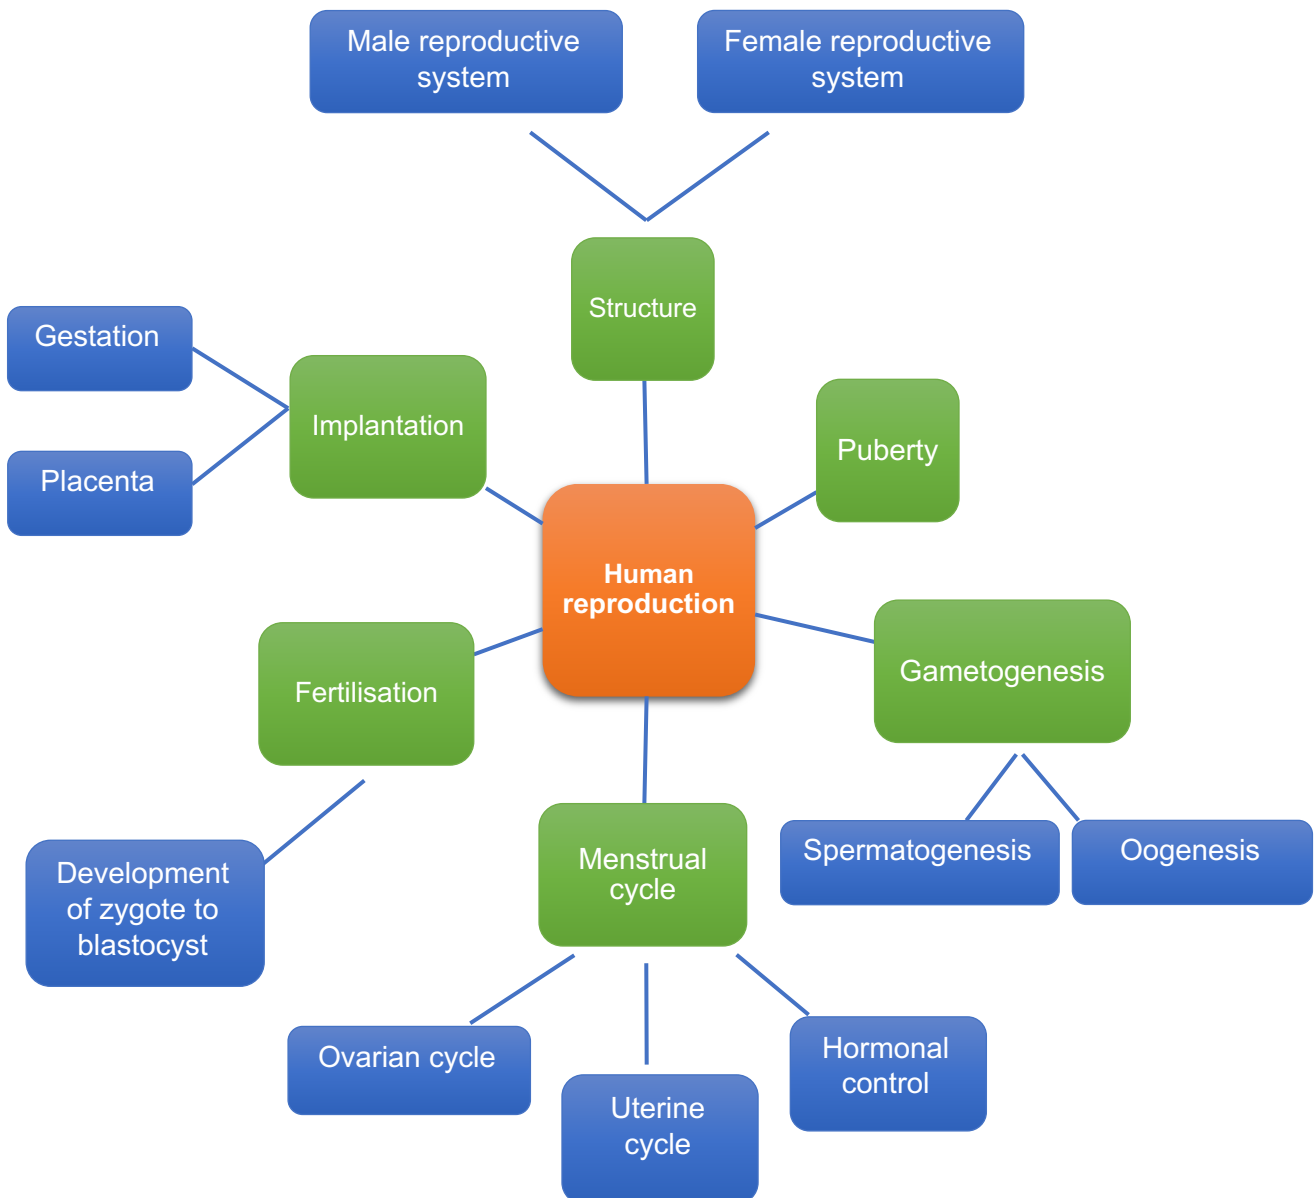 Male reproductive
system
Female reproductive
system
Structure
Gestation
Implantation
Puberty
Placenta
Human
reproduction
Fertilisation
Gametogenesis
Menstrual
cycle
Spermatogenesis
Oogenesis
Development
of zygote to
blastocyst
Ovarian cycle
Hormonal
control
Uterine
cycle